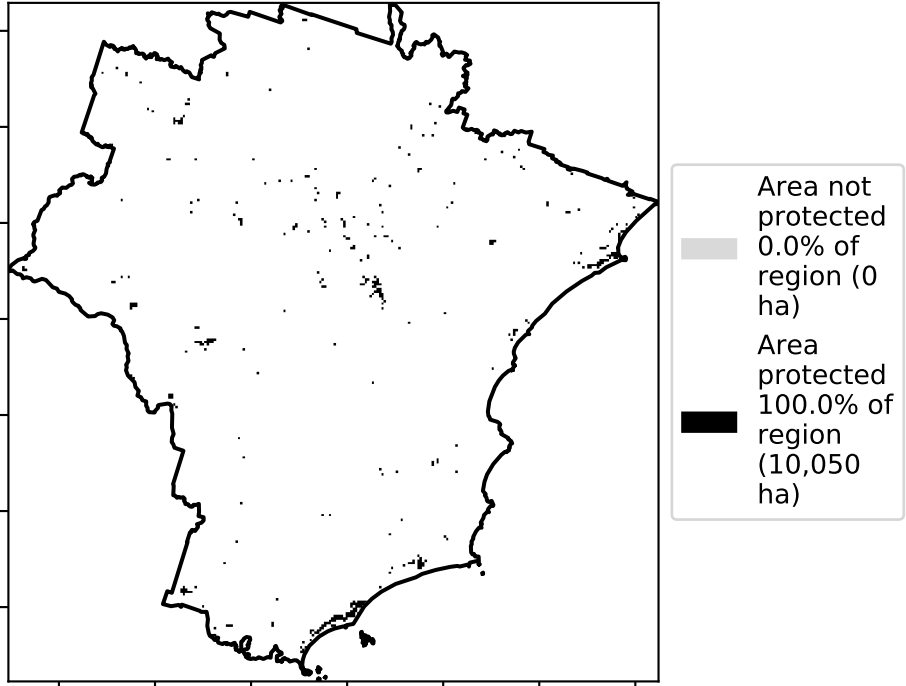 Area not
protected
0.0% of
region (0
ha)
Area
protected
100.0% of
region
(10,050
ha)